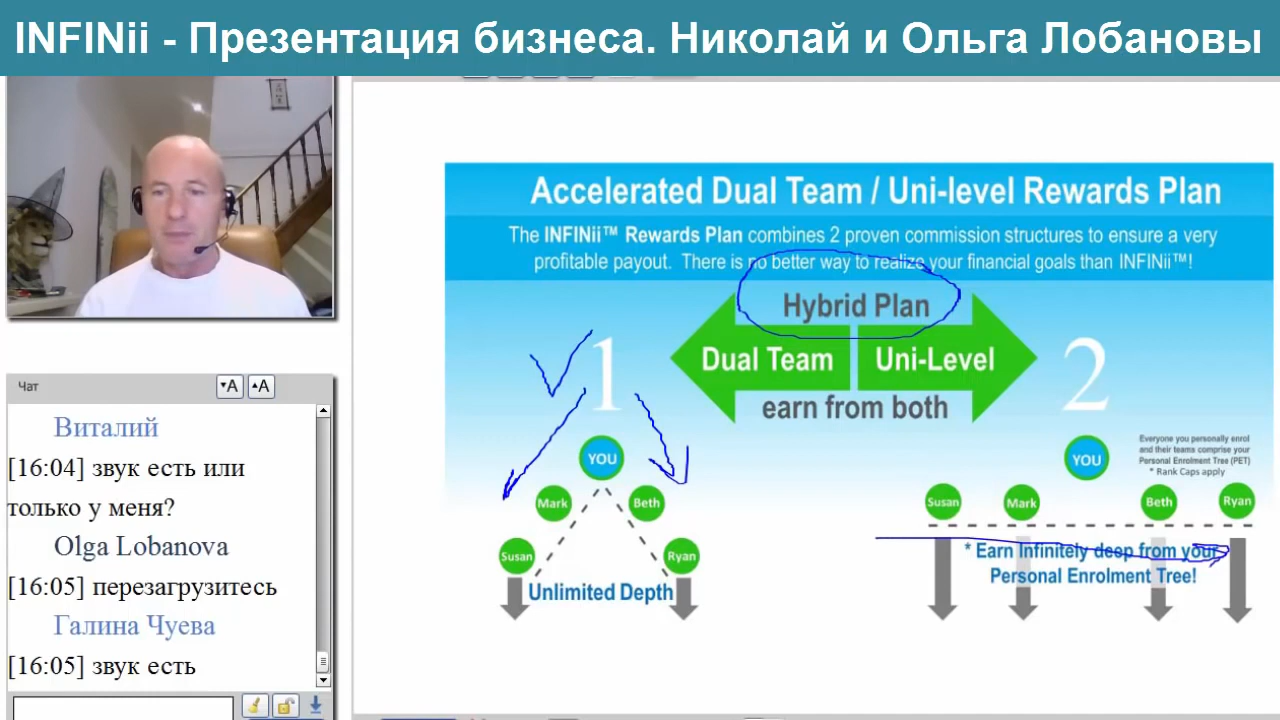 INFINii - Презентация бизнеса. Николай и Ольга Лобановы
Чат
▾A ▴A
Виталий
[16:04] звук есть или
только у меня?
Olga Lobanova
[16:05] перезагрузитесь
Галина Чуева
[16:05] звук есть
Accelerated Dual Team / Uni-level Rewards Plan
The INFINii™ Rewards Plan combines 2 proven commission structures to ensure a very
profitable payout. There is no better way to realize your financial goals than INFINii™!
Hybrid Plan
1
Dual Team
Uni-Level
2
earn from both
YOU
Mark
Beth
Susan
Ryan
Unlimited Depth
YOU
Everyone you personally enrol
and their teams comprise your
Personal Enrolment Tree (PET)
* Rank Caps apply
Susan
Mark
Beth
Ryan
* Earn Infinitely deep from your
Personal Enrolment Tree!